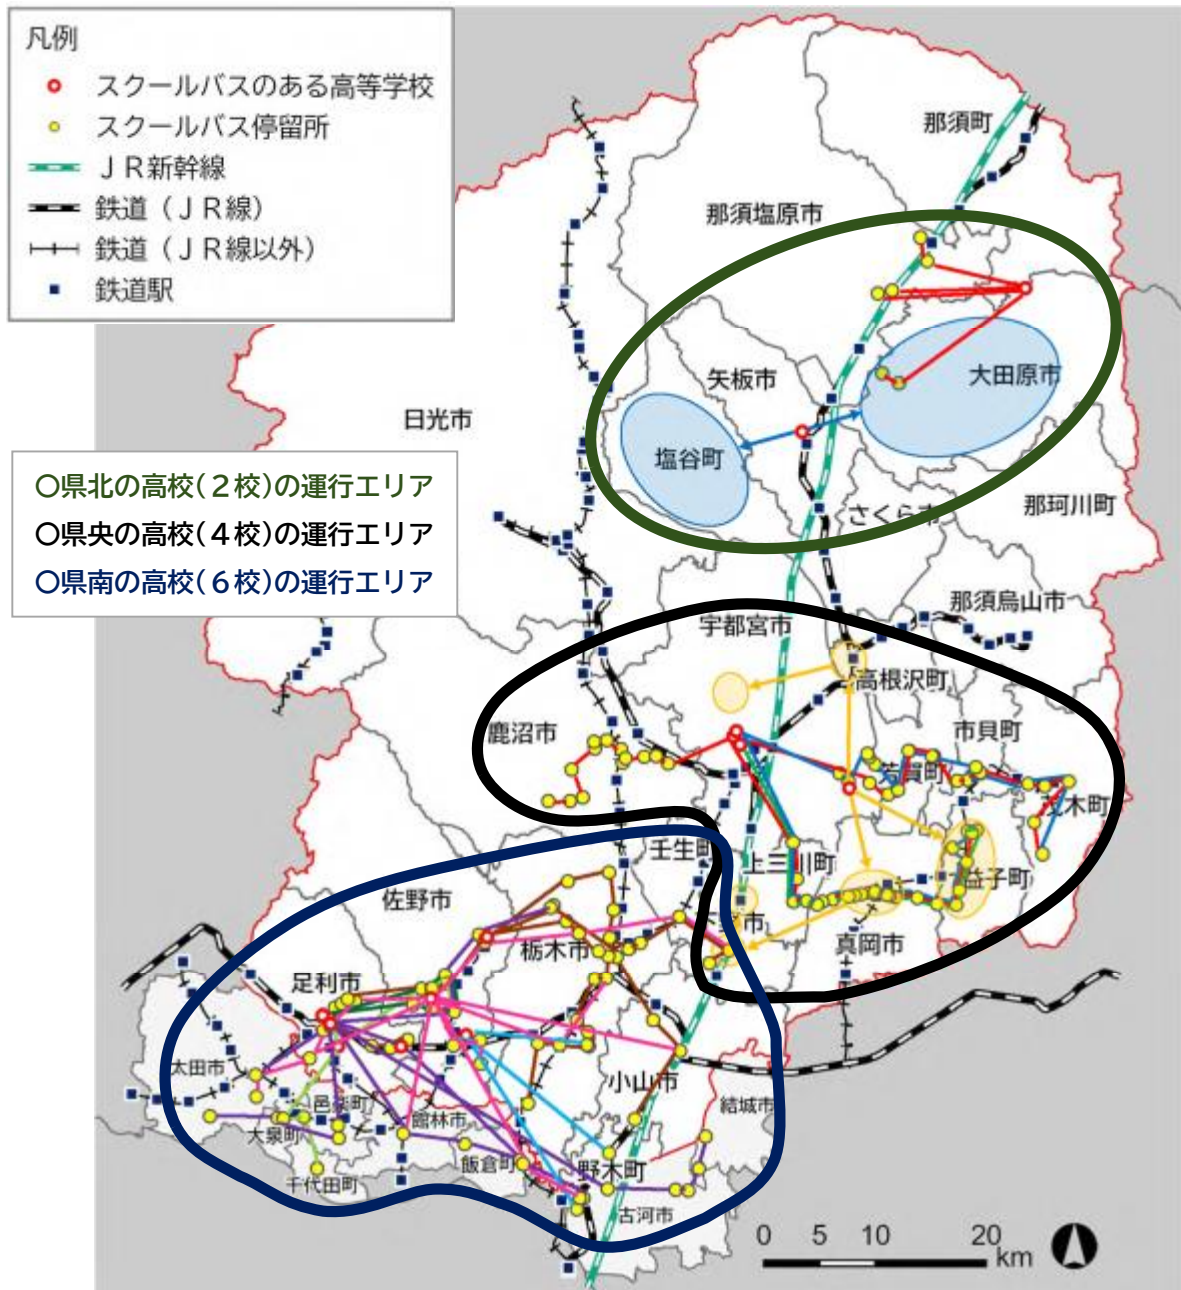 凡例
スクールバスのある高等学校
スクールバス停留所
ＪＲ新幹線
鉄道（ＪＲ線）
鉄道（ＪＲ線以外）
鉄道駅
那須町
那須塩原市
大田原市
矢板市
日光市
塩谷町
〇県北の高校(２校)の運行エリア
〇県央の高校(４校)の運行エリア
〇県南の高校(６校)の運行エリア
さくら市
那珂川町
那須烏山市
宇都宮市
高根沢町
鹿沼市
市貝町
芳賀町
茂木町
壬生町
上三川町
益子町
佐野市
下野市
栃木市
真岡市
足利市
太田市
小山市
邑楽町
結城市
大泉町
館林市
飯倉町
野木町
千代田町
古河市
0 5 10 20
km